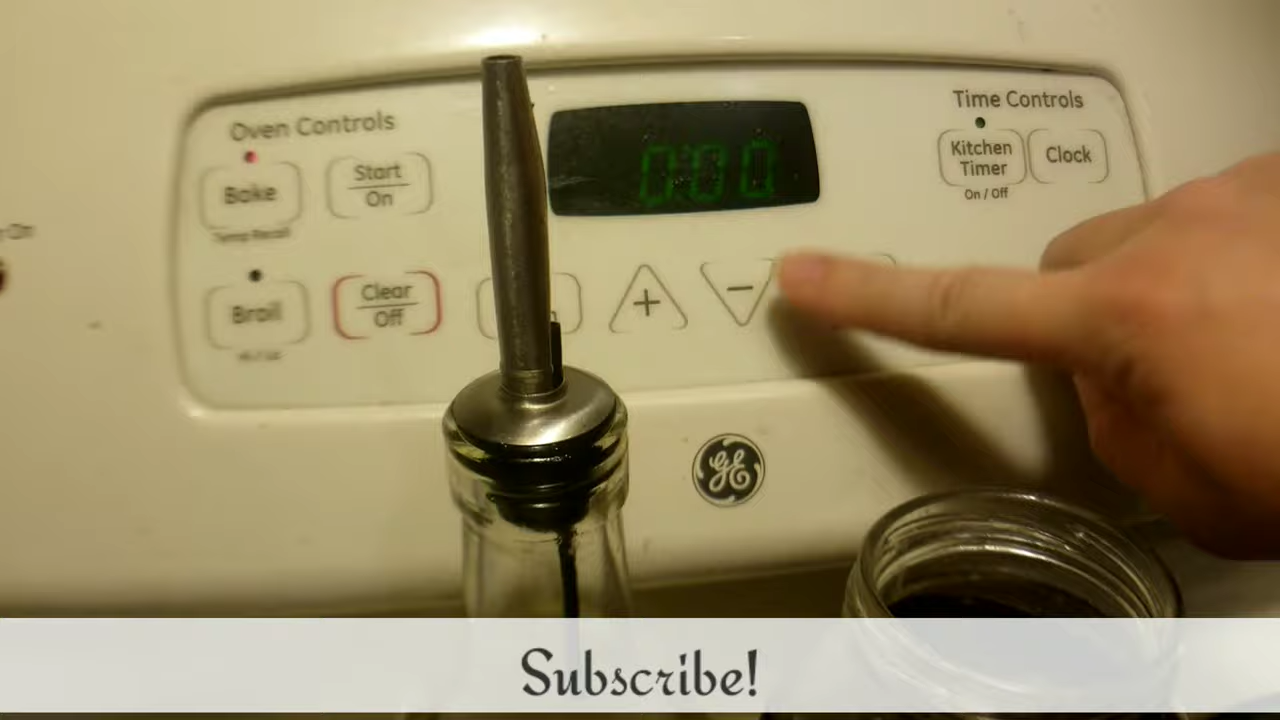 Oven Controls
Bake
Start
On
Broil
Clear
Off
0:00
+
-
Time Controls
Kitchen
Timer
On / Off
Clock
GE
Subscribe!